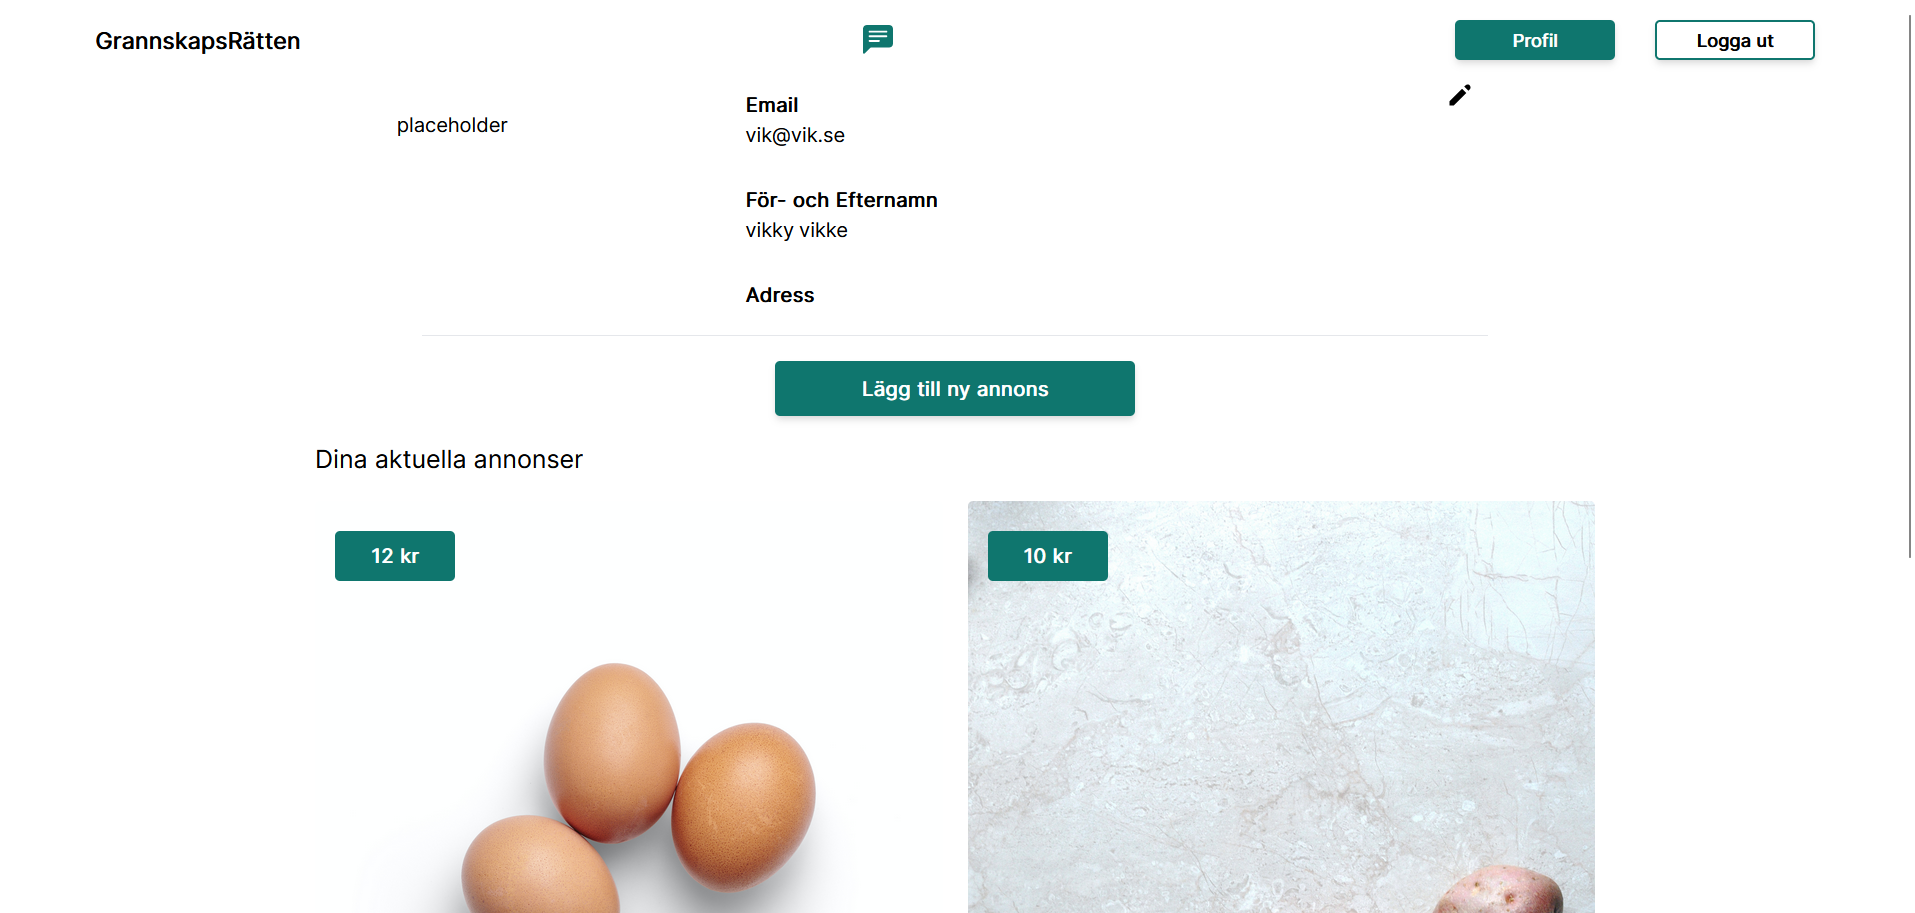 GrannskapsRätten
Profil
Logga ut
placeholder
Email
vik@vik.se
För- och Efternamn
vikky vikke
Adress
Lägg till ny annons
Dina aktuella annonser
12 kr
10 kr